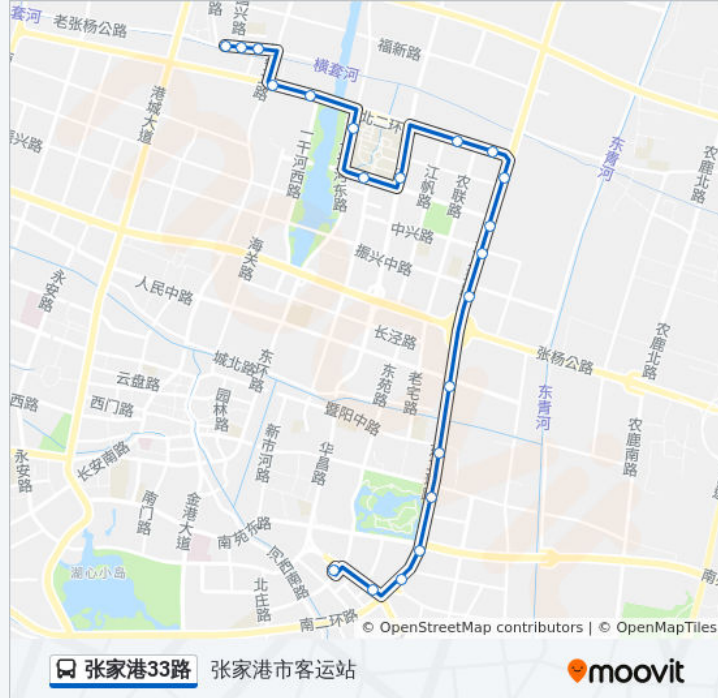 套河
老张杨公路
福新路
横套河
港城大道
北二环
东青河
一干河西路
江帆路
农联路
农鹿路
中兴路
振兴中路
海关路
永安路
人民中路
长泾路
张杨公路
农鹿北路
城北路
东环路
云盘路
东苑路
老宅路
西路
西门路
园林路
暨阳中路
东青河
农鹿南路
长安南路
新市河路
华昌路
永安路
南门路
金港大道
南苑东路
河西南路
湖心小岛
北庄路
南二环路
© OpenStreetMap contributors | © OpenMapTiles
张家港33路 张家港市客运站
moovit